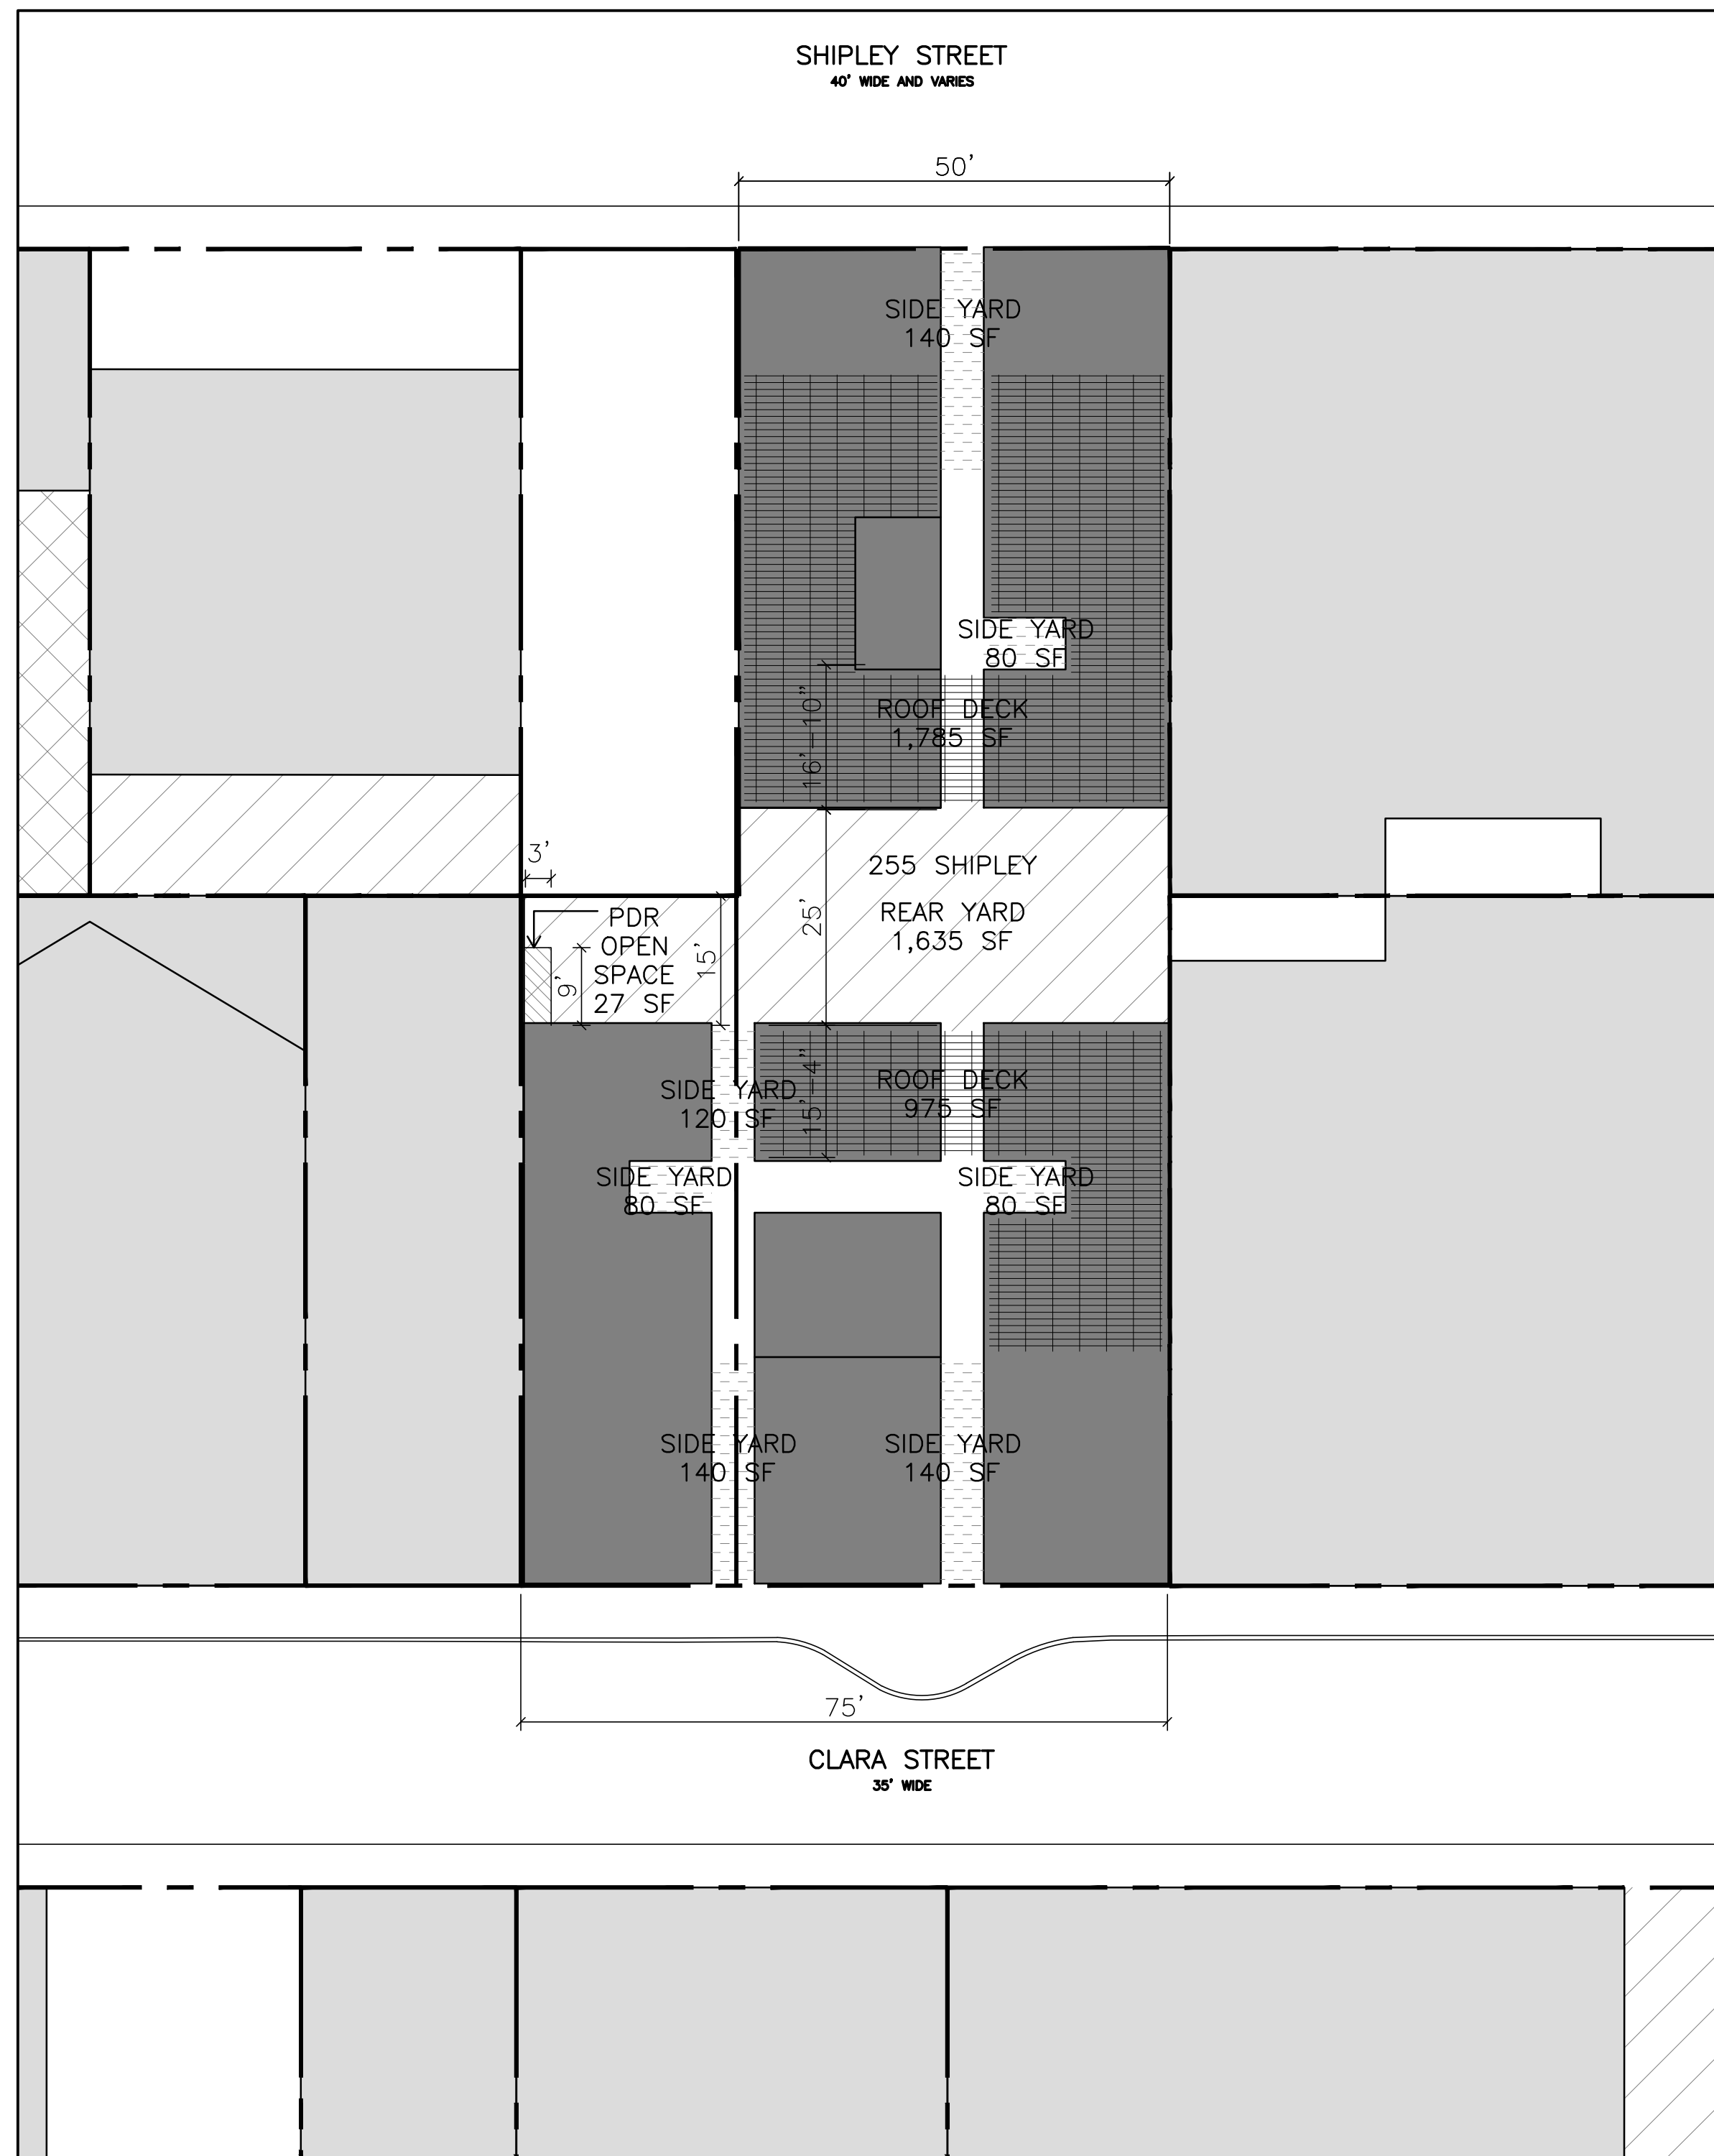 SHIPLEY STREET
40' WIDE AND VARIES
50'
SIDE YARD
140 SF
SIDE YARD
80 SF
16'-10"
ROOF DECK
1,785 SF
3'
255 SHIPLEY
REAR YARD
1,635 SF
25'
PDR
OPEN
SPACE
27 SF
9'
15'
SIDE YARD
120 SF
15'-4"
ROOF DECK
975 SF
SIDE YARD
80 SF
SIDE YARD
80 SF
SIDE YARD
140 SF
SIDE YARD
140 SF
75'
CLARA STREET
35' WIDE